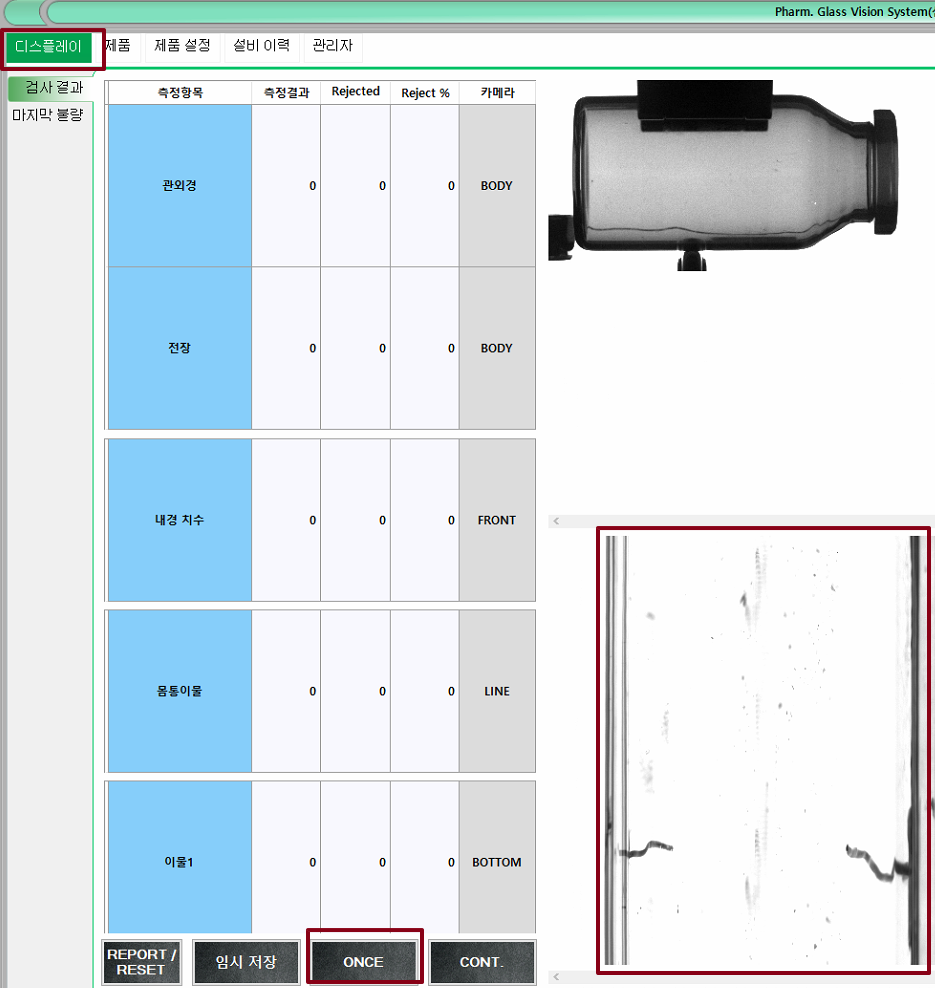 Pharm. Glass Vision System(
디스플레이 제품 제품 설정 설비 이력 관리자
검사 결과
마지막 불량
측정항목 측정결과 Rejected Reject % 카메라
관외경 0 0 0 BODY
전장 0 0 0 BODY
내경 치수 0 0 0 FRONT
몸통이물 0 0 0 LINE
이물1 0 0 0 BOTTOM
REPORT /
RESET
임시 저장 ONCE CONT.